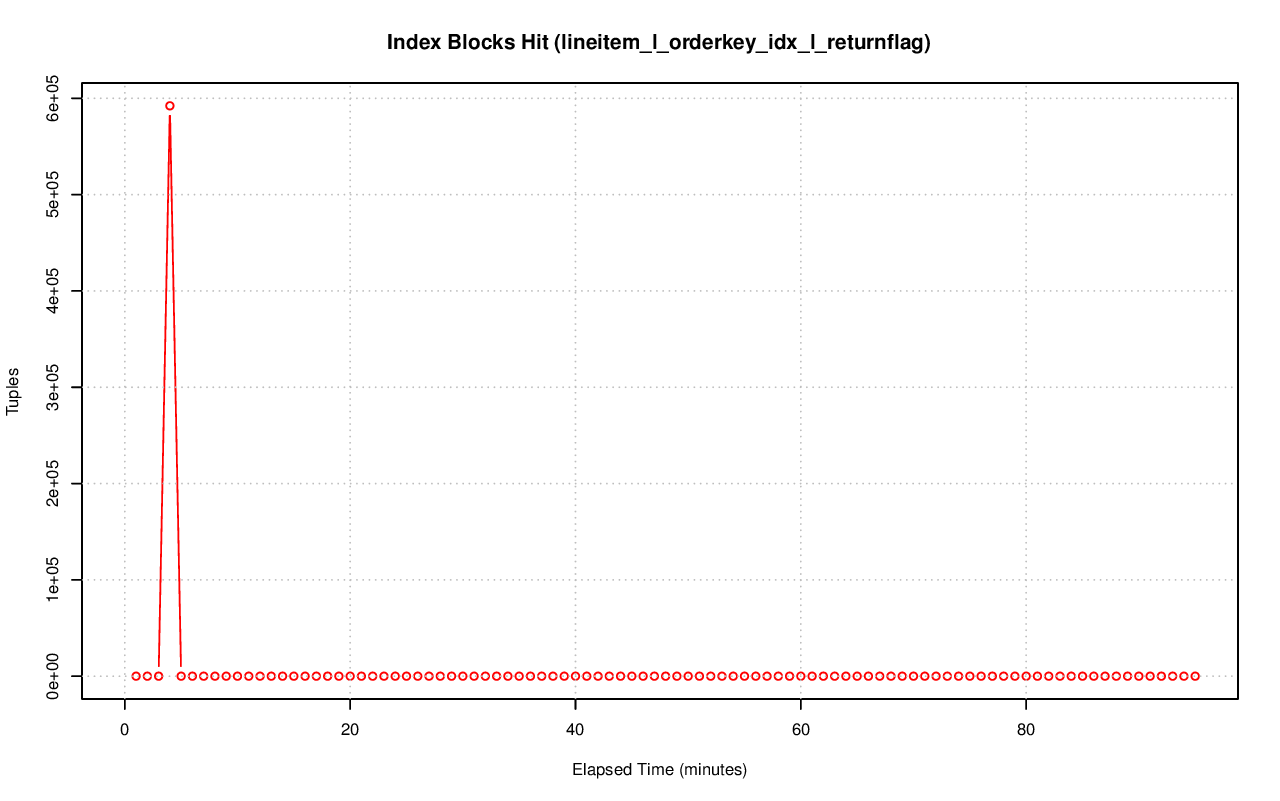 Index Blocks Hit (lineitem_l_orderkey_idx_l_returnflag)
6e+05
5e+05
4e+05
3e+05
2e+05
1e+05
0e+00
Tuples
0 20 40 60 80
Elapsed Time (minutes)